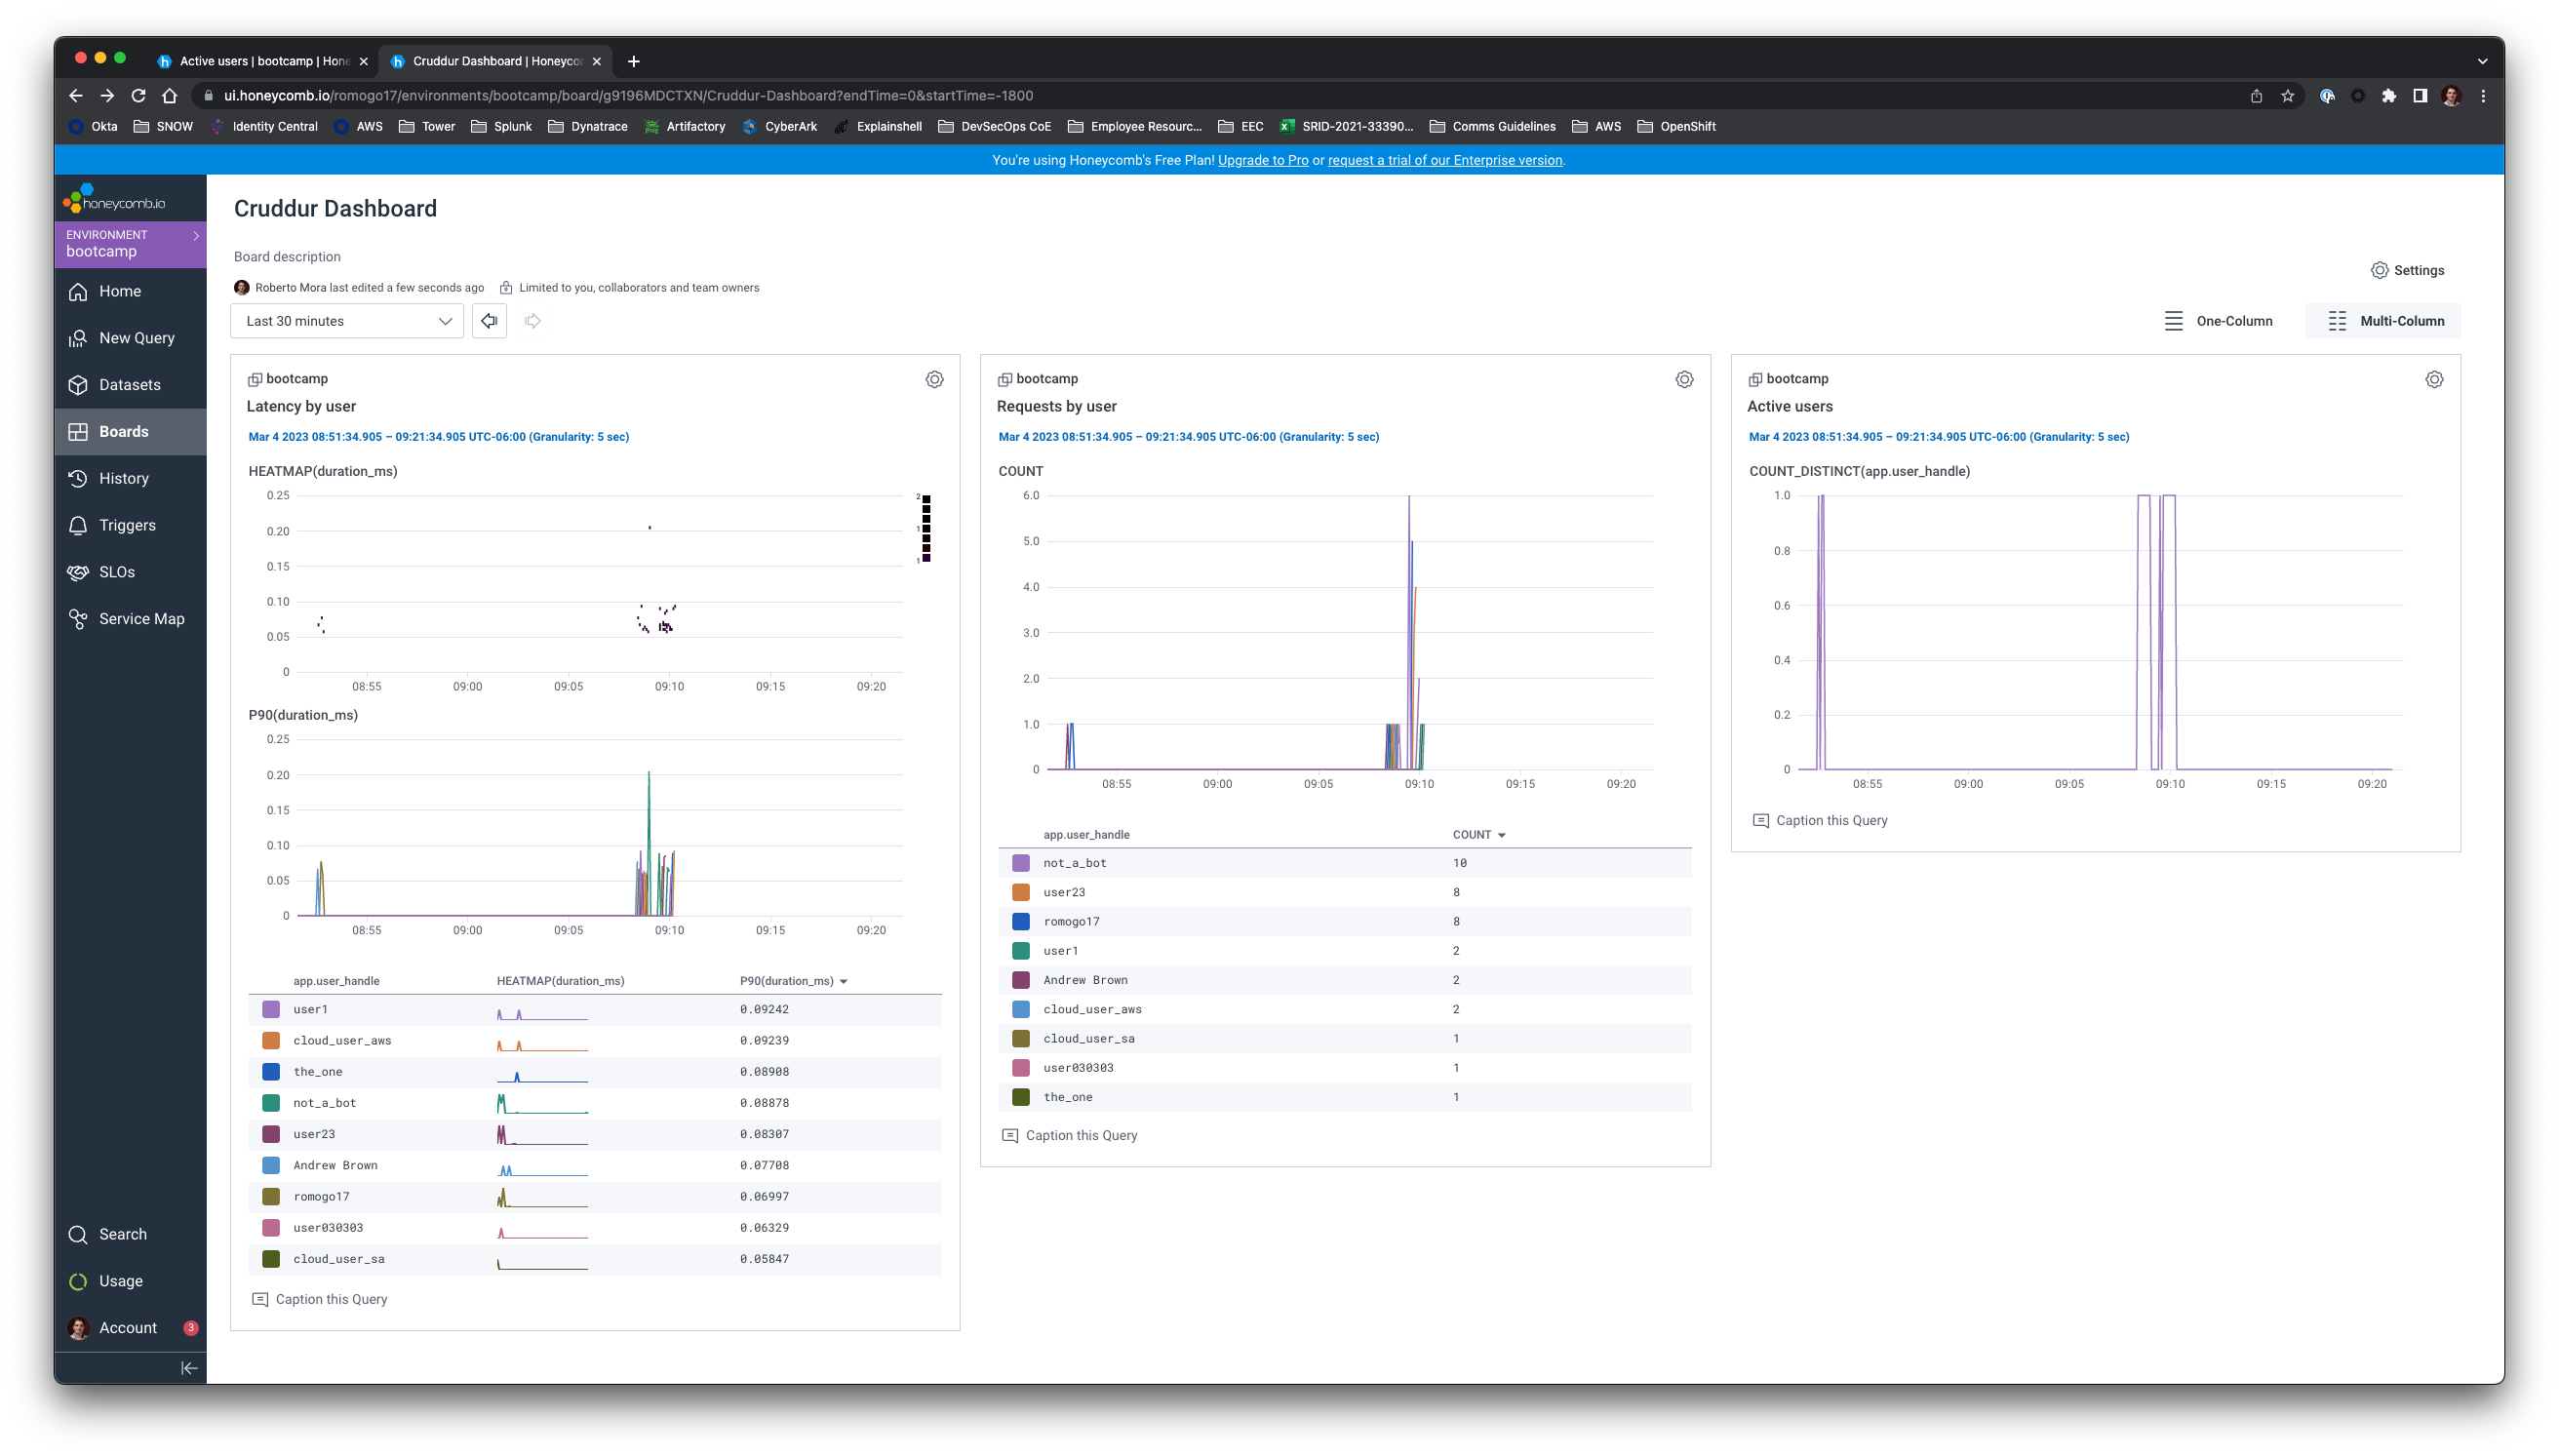 Active users | bootcamp | Hone
Cruddur Dashboard | Honeycor
ui.honeycomb.io/romogo17/environments/bootcamp/board/g9196MDCTXN/Cruddur-Dashboard?endTime=0&startTime=-1800
Okta SNOW Identity Central AWS Tower Splunk Dynatrace Artifactory CyberArk Explainshell DevSecOps CoE Employee Resourc... EEC SRID-2021-33390... Comms Guidelines AWS OpenShift
You're using Honeycomb's Free Plan! Upgrade to Pro or request a trial of our Enterprise version.
honeycomb.io
ENVIRONMENT
bootcamp
Home
New Query
Datasets
Boards
History
Triggers
SLOs
Service Map
Search
Usage
Account 3
Cruddur Dashboard
Board description
Settings
Roberto Mora last edited a few seconds ago Limited to you, collaborators and team owners
Last 30 minutes
One-Column
Multi-Column
bootcamp
Latency by user
Mar 4 2023 08:51:34.905 – 09:21:34.905 UTC-06:00 (Granularity: 5 sec)
HEATMAP(duration_ms)
0.25
0.20
0.15
0.10
0.05
0
2
1
1
08:55 09:00 09:05 09:10 09:15 09:20
P90(duration_ms)
0.25
0.20
0.15
0.10
0.05
0
08:55 09:00 09:05 09:10 09:15 09:20
app.user_handle HEATMAP(duration_ms) P90(duration_ms)
user1 0.09242
cloud_user_aws 0.09239
the_one 0.08908
not_a_bot 0.08878
user23 0.08307
Andrew Brown 0.07708
romogo17 0.06997
user030303 0.06329
cloud_user_sa 0.05847
Caption this Query
bootcamp
Requests by user
Mar 4 2023 08:51:34.905 – 09:21:34.905 UTC-06:00 (Granularity: 5 sec)
COUNT
6.0
5.0
4.0
3.0
2.0
1.0
0
08:55 09:00 09:05 09:10 09:15 09:20
app.user_handle COUNT
not_a_bot 10
user23 8
romogo17 8
user1 2
Andrew Brown 2
cloud_user_aws 2
cloud_user_sa 1
user030303 1
the_one 1
Caption this Query
bootcamp
Active users
Mar 4 2023 08:51:34.905 – 09:21:34.905 UTC-06:00 (Granularity: 5 sec)
COUNT_DISTINCT(app.user_handle)
1.0
0.8
0.6
0.4
0.2
0
08:55 09:00 09:05 09:10 09:15 09:20
Caption this Query